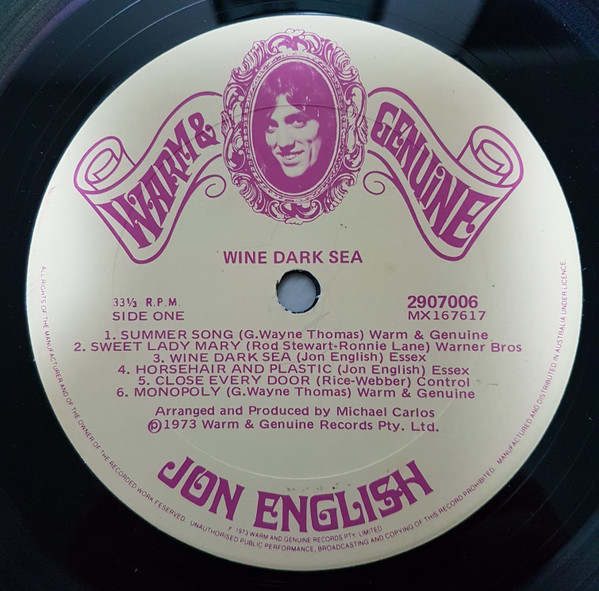 WARM & GENUINE
WINE DARK SEA
33⅓ R.P.M.
SIDE ONE
2907006
MX167617
1. SUMMER SONG (G.Wayne Thomas) Warm & Genuine
2. SWEET LADY MARY (Rod Stewart-Ronnie Lane) Warner Bros
3. WINE DARK SEA (Jon English) Essex
4. HORSEHAIR AND PLASTIC (Jon English) Essex
5. CLOSE EVERY DOOR (Rice-Webber) Control
6. MONOPOLY (G.Wayne Thomas) Warm & Genuine
Arranged and Produced by Michael Carlos
℗1973 Warm & Genuine Records Pty. Ltd.
JON ENGLISH
℗ 1973 WARM AND GENUINE RECORDS PTY. LIMITED
ALL RIGHTS OF THE MANUFACTURER AND OF THE OWNER OF THE RECORDED WORK RESERVED. UNAUTHORISED PUBLIC PERFORMANCE, BROADCASTING AND COPYING OF THIS RECORD PROHIBITED. MANUFACTURED AND DISTRIBUTED IN AUSTRALIA UNDER LICENCE.